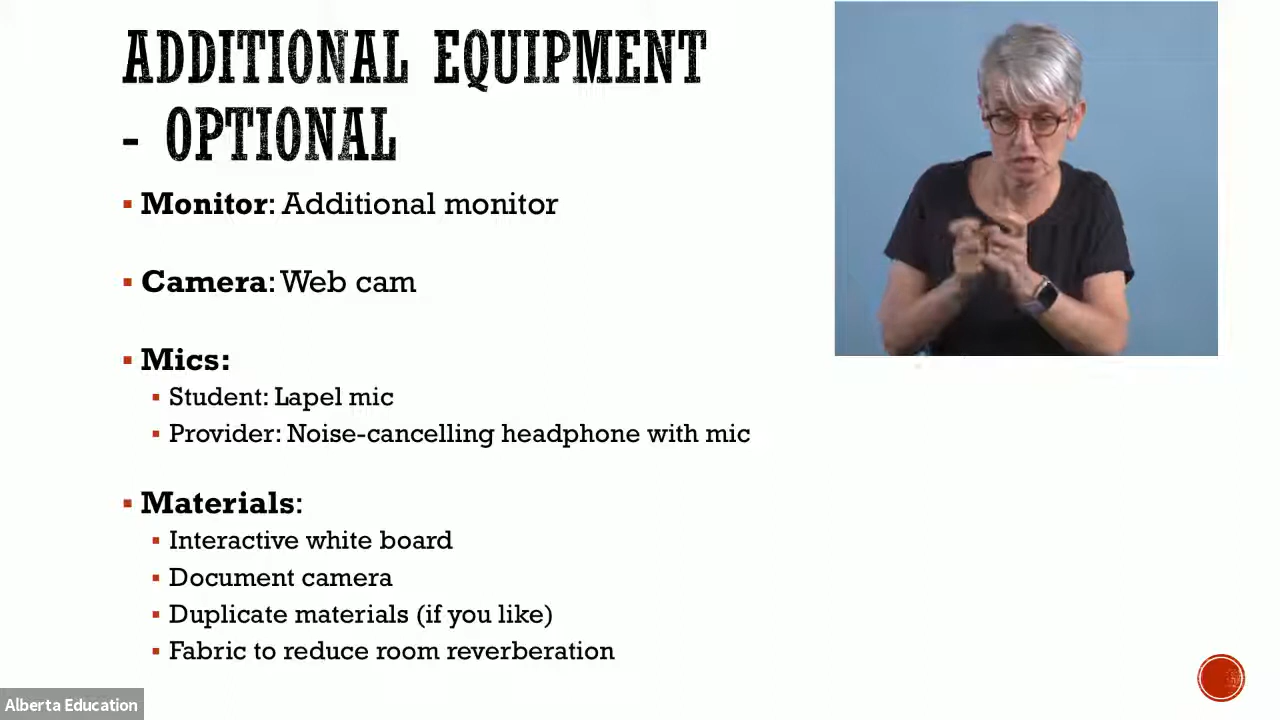 ADDITIONAL EQUIPMENT
- OPTIONAL
▪ Monitor: Additional monitor
▪ Camera: Web cam
▪ Mics:
▪ Student: Lapel mic
▪ Provider: Noise-cancelling headphone with mic
▪ Materials:
▪ Interactive white board
▪ Document camera
▪ Duplicate materials (if you like)
▪ Fabric to reduce room reverberation
Alberta Education